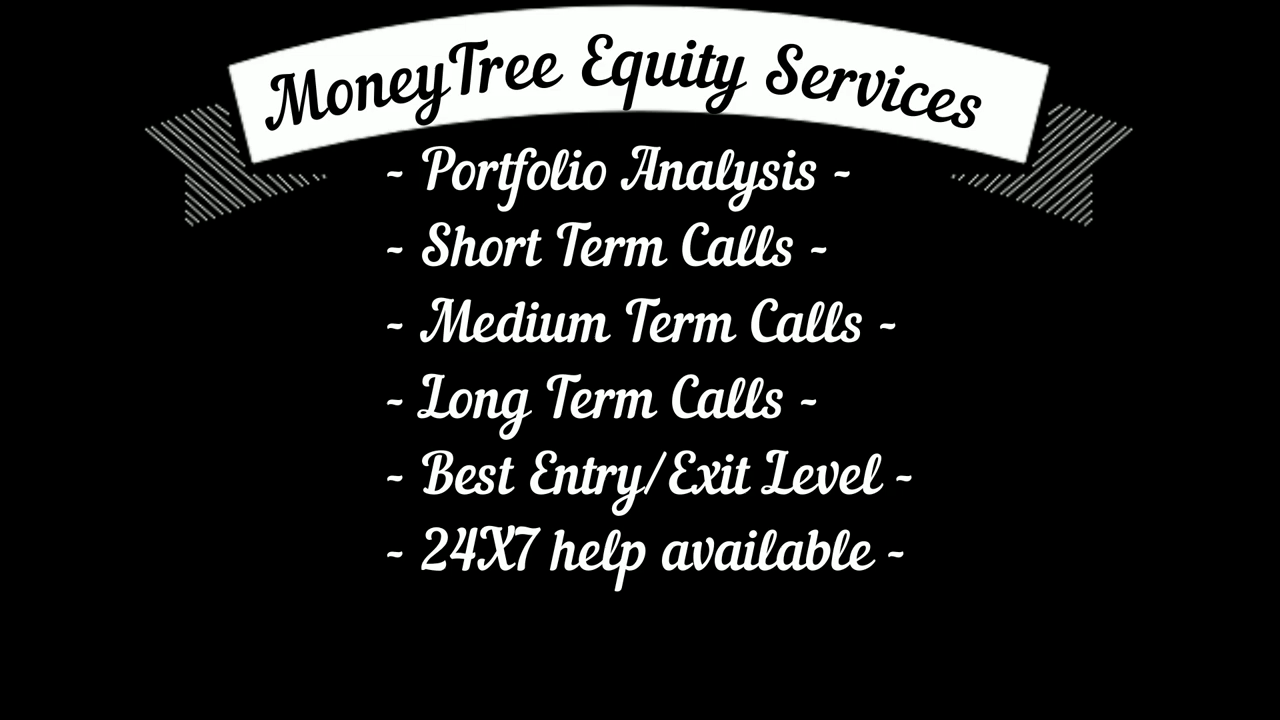 MoneyTree Equity Services
~ Portfolio Analysis ~
~ Short Term Calls ~
~ Medium Term Calls ~
~ Long Term Calls ~
~ Best Entry/Exit Level ~
~ 24X7 help available ~